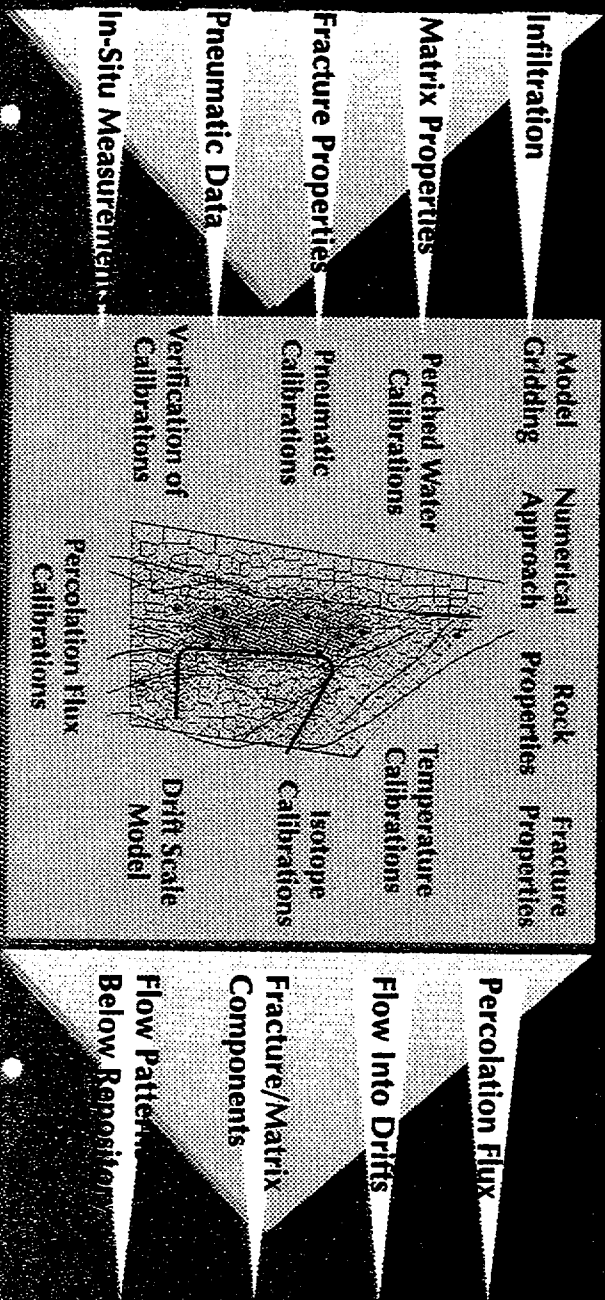 Infiltration
Matrix Properties
Fracture Properties
Pneumatic Data
In-Situ Measurements
Model
Gridding
Numerical
Approach
Rock
Properties
Fracture
Properties
Perched Water
Calibrations
Temperature
Calibrations
Pneumatic
Calibrations
Isotope
Calibrations
Verification of
Calibrations
Drift Scale
Model
Percolation Flux
Calibrations
Percolation Flux
Flow Into Drifts
Fracture/Matrix
Components
Flow Patterns
Below Repository